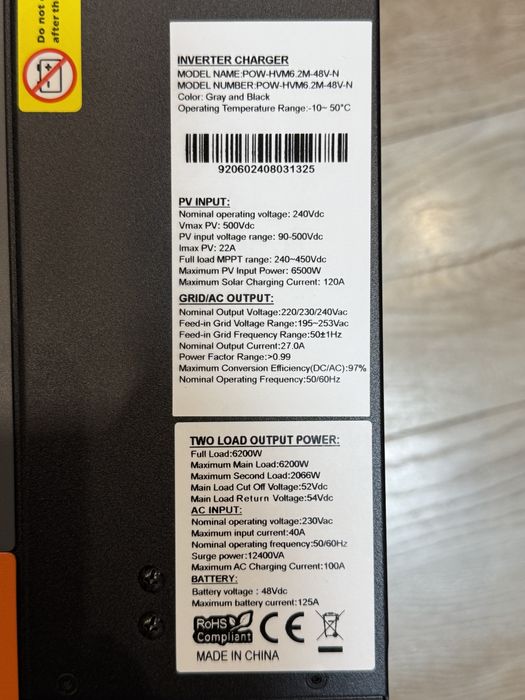 Do not
after th
INVERTER CHARGER
MODEL NAME:POW-HVM6.2M-48V-N
MODEL NUMBER:POW-HVM6.2M-48V-N
Color: Gray and Black
Operating Temperature Range:-10~ 50°C
920602408031325
PV INPUT:
Nominal operating voltage: 240Vdc
Vmax PV: 500Vdc
PV input voltage range: 90-500Vdc
Imax PV: 22A
Full load MPPT range: 240~450Vdc
Maximum PV Input Power: 6500W
Maximum Solar Charging Current: 120A
GRID/AC OUTPUT:
Nominal Output Voltage:220/230/240Vac
Feed-in Grid Voltage Range:195~253Vac
Feed-in Grid Frequency Range:50±1Hz
Nominal Output Current:27.0A
Power Factor Range:>0.99
Maximum Conversion Efficiency(DC/AC):97%
Nominal Operating Frequency:50/60Hz
TWO LOAD OUTPUT POWER:
Full Load:6200W
Maximum Main Load:6200W
Maximum Second Load:2066W
Main Load Cut Off Voltage:52Vdc
Main Load Return Voltage:54Vdc
AC INPUT:
Nominal operating voltage:230Vac
Maximum input current:40A
Nominal operating frequency:50/60Hz
Surge power:12400VA
Maximum AC Charging Current:100A
BATTERY:
Battery voltage : 48Vdc
Maximum battery current:125A
RoHS
Compliant
CE
MADE IN CHINA